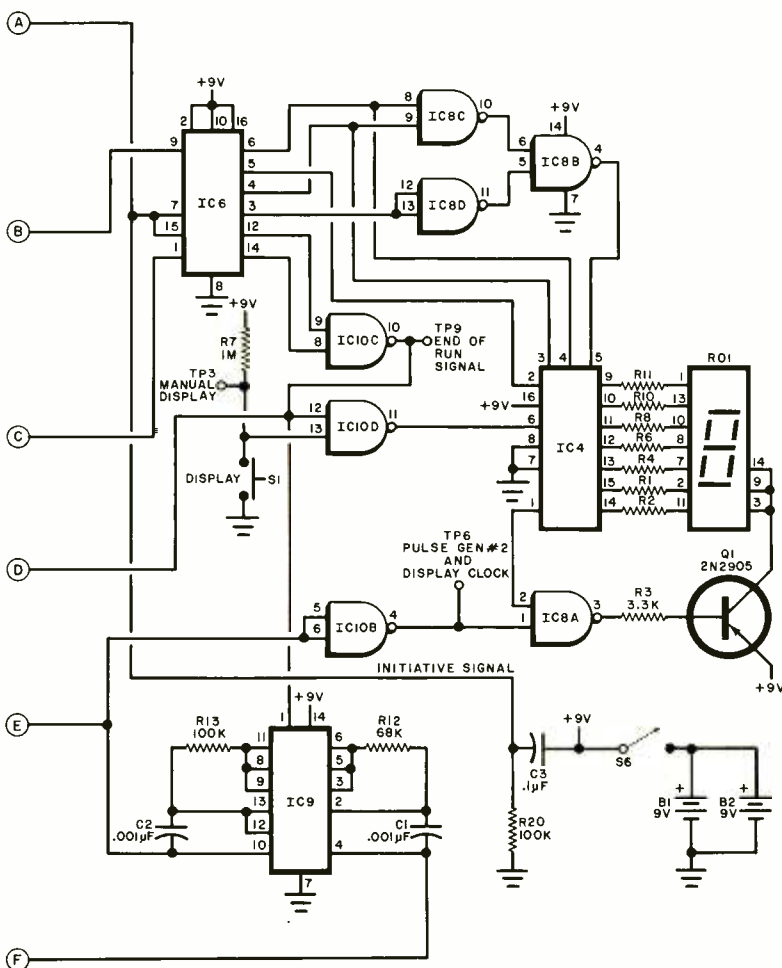 A
+9V
2 10 16
9
B
7
15
1
IC6
6
5
4
3
12
14
8
8
9
IC8C
10
12
13
IC8D
11
+9V
14
6
5
IC8B
4
7
+9V
R7
1M
TP3
MANUAL
DISPLAY
9
8
IC10C
10
TP9
END OF
RUN
SIGNAL
C
12
13
IC10D
11
DISPLAY
S1
3 4 5
2
16
+9V
6
8
7
1
IC4
9
10
11
12
13
15
14
R11
R10
R8
R6
R4
R1
R2
RO1
1
13
10
8
7
2
11
14
9
3
D
TP6
PULSE GEN#2
AND
DISPLAY CLOCK
5
6
IC10B
4
2
1
IC8A
3
R3
3.3K
Q1
2N2905
+9V
INITIATIVE SIGNAL
E
R13
100K
1
+9V
14
R12
68K
11
8
9
13
12
10
IC9
6
5
3
2
4
7
C2
.001µF
C1
.001µF
C3
.1µF
+9V
S6
R20
100K
+
B1
9V
+
B2
9V
F